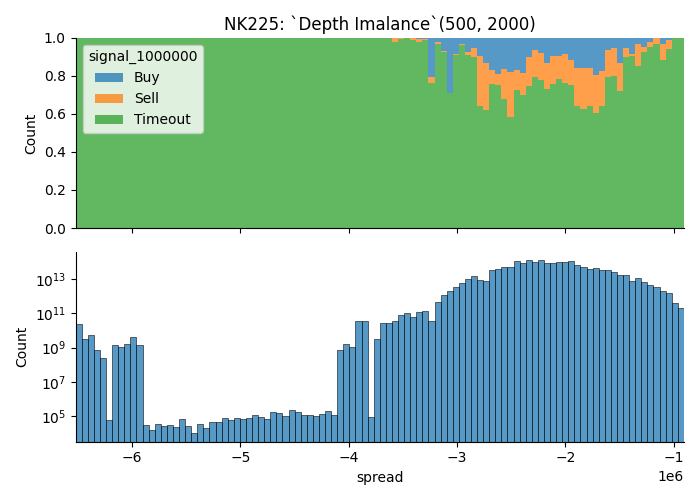 NK225: `Depth Imalance`(500, 2000)
1.0
0.8
0.6
0.4
0.2
0.0
Count
signal_1000000
Buy
Sell
Timeout
10^13
10^11
10^9
10^7
10^5
Count
−6 −5 −4 −3 −2 −1
1e6
spread